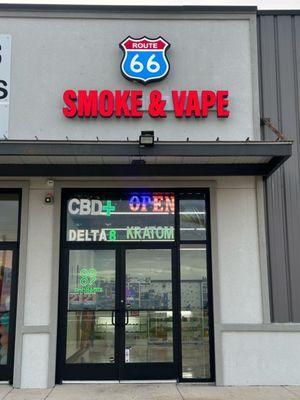 ROUTE
66
SMOKE & VAPE
CBD+ OPEN
DELTA 8 KRATOM
S